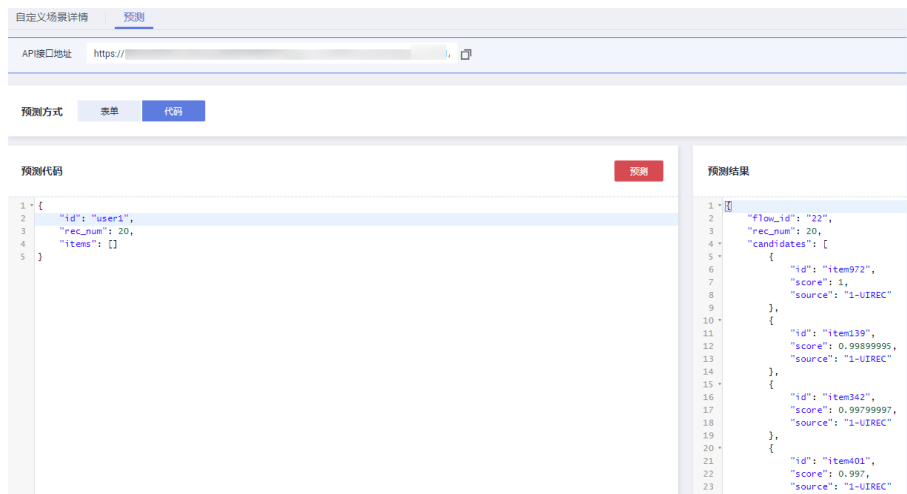 自定义场景详情 预测
API接口地址 https://
预测方式 表单 代码
预测代码 预测
1 {
2 "id": "user1",
3 "rec_num": 20,
4 "items": []
5 }
预测结果
1 {
2 "flow_id": "22",
3 "rec_num": 20,
4 "candidates": [
5 {
6 "id": "item972",
7 "score": 1,
8 "source": "1-UIREC"
9 },
10 {
11 "id": "item139",
12 "score": 0.99899995,
13 "source": "1-UIREC"
14 },
15 {
16 "id": "item342",
17 "score": 0.99799997,
18 "source": "1-UIREC"
19 },
20 {
21 "id": "item401",
22 "score": 0.997,
23 "source": "1-UIREC"